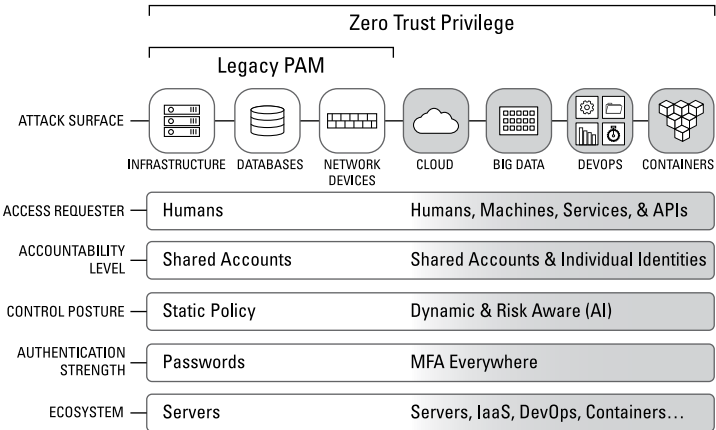 Zero Trust Privilege
Legacy PAM
ATTACK SURFACE
INFRASTRUCTURE DATABASES NETWORK DEVICES CLOUD BIG DATA DEVOPS CONTAINERS
ACCESS REQUESTER Humans Humans, Machines, Services, & APIs
ACCOUNTABILITY LEVEL Shared Accounts Shared Accounts & Individual Identities
CONTROL POSTURE Static Policy Dynamic & Risk Aware (AI)
AUTHENTICATION STRENGTH Passwords MFA Everywhere
ECOSYSTEM Servers Servers, IaaS, DevOps, Containers…